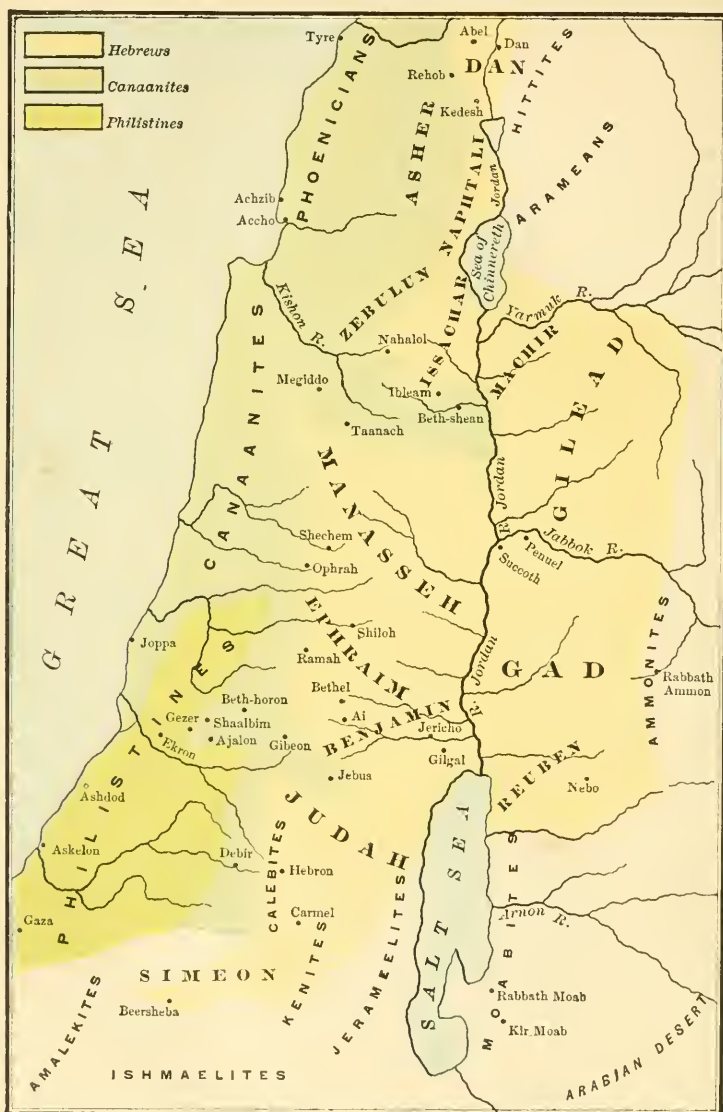 Hebrews
Canaanites
Philistines
Tyre
Abel
Dan
DAN
Rehob
Kedesh
HITTITES
PHOENICIANS
ASHER
NAPHTALI
Jordan
ARAMEANS
Achzib
Accho
Sea of
Chinnereth
GREAT SEA
Kishon R.
ZEBULUN
ISSACHAR
Yarmuk R.
Nahalol
MACHIR
GILEAD
Megiddo
Ibleam
Beth-shean
Taanach
CANAANITES
MANASSEH
R. Jordan
Shechem
Jabbok R.
Penuel
Succoth
Ophrah
EPHRAIM
Shiloh
Joppa
Ramah
GAD
AMMONITES
Rabbath
Ammon
R. Jordan
Bethel
Beth-horon
Ai
BENJAMIN
Gezer
Shaalbim
Ajalon
Ekron
Gibeon
Jericho
Gilgal
PHILISTINES
Jebus
REUBEN
Nebo
Ashdod
JUDAH
Askelon
Debir
Hebron
CALEBITES
SALT SEA
MOABITES
Arnon R.
Gaza
Carmel
SIMEON
KENITES
JERAMEELITES
Beersheba
Rabbath Moab
Kir Moab
AMALEKITES
ISHMAELITES
ARABIAN DESERT